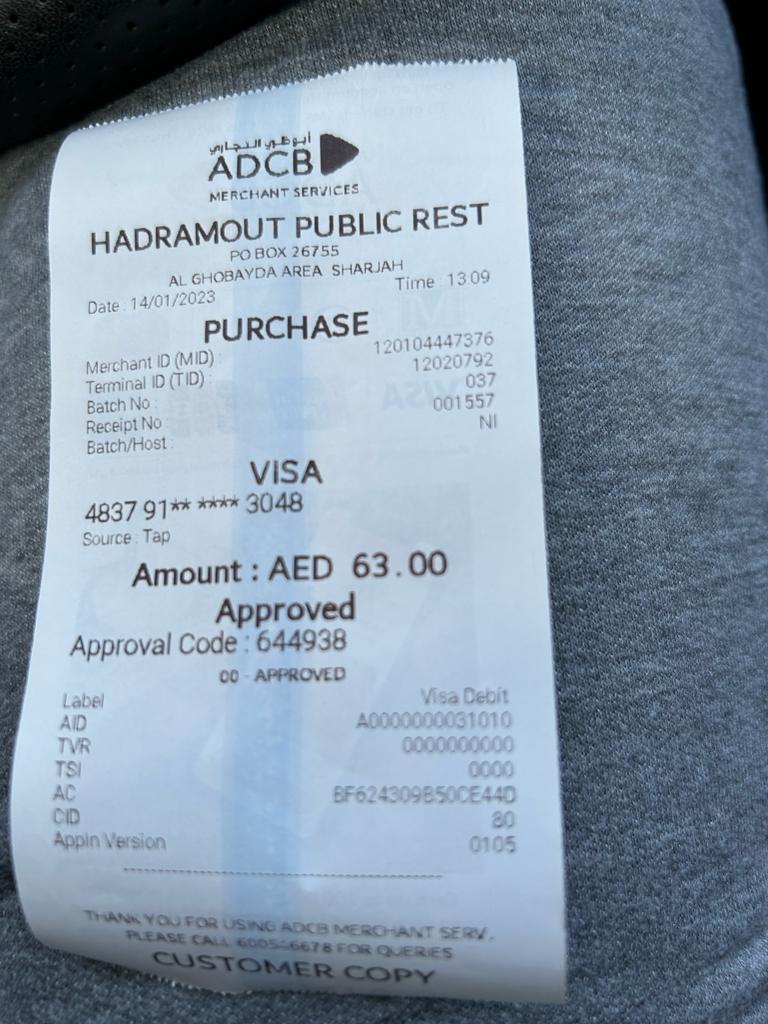 أبوظبي التجاري
ADCB
MERCHANT SERVICES
HADRAMOUT PUBLIC REST
PO BOX 26755
AL GHOBAYDA AREA SHARJAH
Date : 14/01/2023 Time : 13:09
PURCHASE
Merchant ID (MID) : 120104447376
Terminal ID (TID) : 12020792
Batch No : 037
Receipt No 001557
Batch/Host : NI
VISA
4837 91** **** 3048
Source : Tap
Amount : AED 63.00
Approved
Approval Code : 644938
00 - APPROVED
Label Visa Debit
AID A0000000031010
TVR 0000000000
TSI 0000
AC BF624309B50CE44D
CID 80
Appln Version 0105
THANK YOU FOR USING ADCB MERCHANT SERV.
PLEASE CALL FOR QUERIES
CUSTOMER COPY